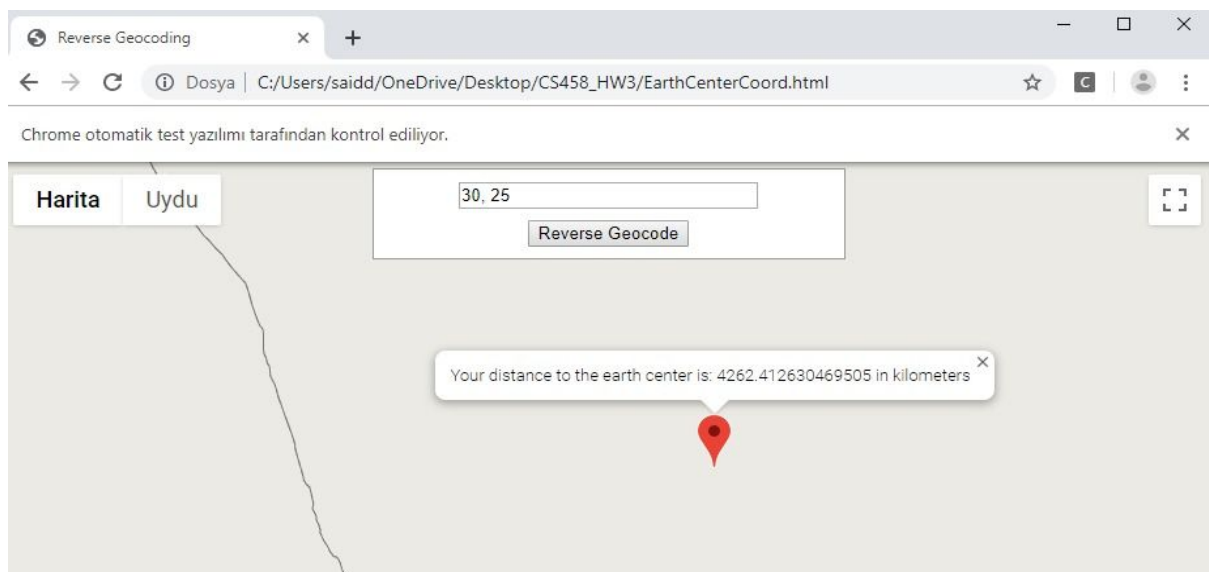 Reverse Geocoding
Dosya | C:/Users/saidd/OneDrive/Desktop/CS458_HW3/EarthCenterCoord.html
C
Chrome otomatik test yazılımı tarafından kontrol ediliyor.
Harita Uydu
30, 25
Reverse Geocode
Your distance to the earth center is: 4262.412630469505 in kilometers